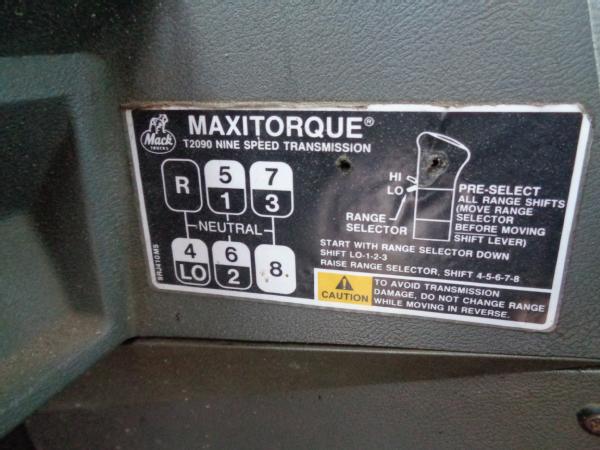 Mack
TRUCKS
MAXITORQUE®
T2090 NINE SPEED TRANSMISSION
R
5
1
7
3
NEUTRAL
4
LO
6
2
8
HI
LO
RANGE
SELECTOR
PRE-SELECT
ALL RANGE SHIFTS
(MOVE RANGE
SELECTOR
BEFORE MOVING
SHIFT LEVER)
START WITH RANGE SELECTOR DOWN
SHIFT LO-1-2-3
RAISE RANGE SELECTOR, SHIFT 4-5-6-7-8
CAUTION
TO AVOID TRANSMISSION
DAMAGE, DO NOT CHANGE RANGE
WHILE MOVING IN REVERSE.